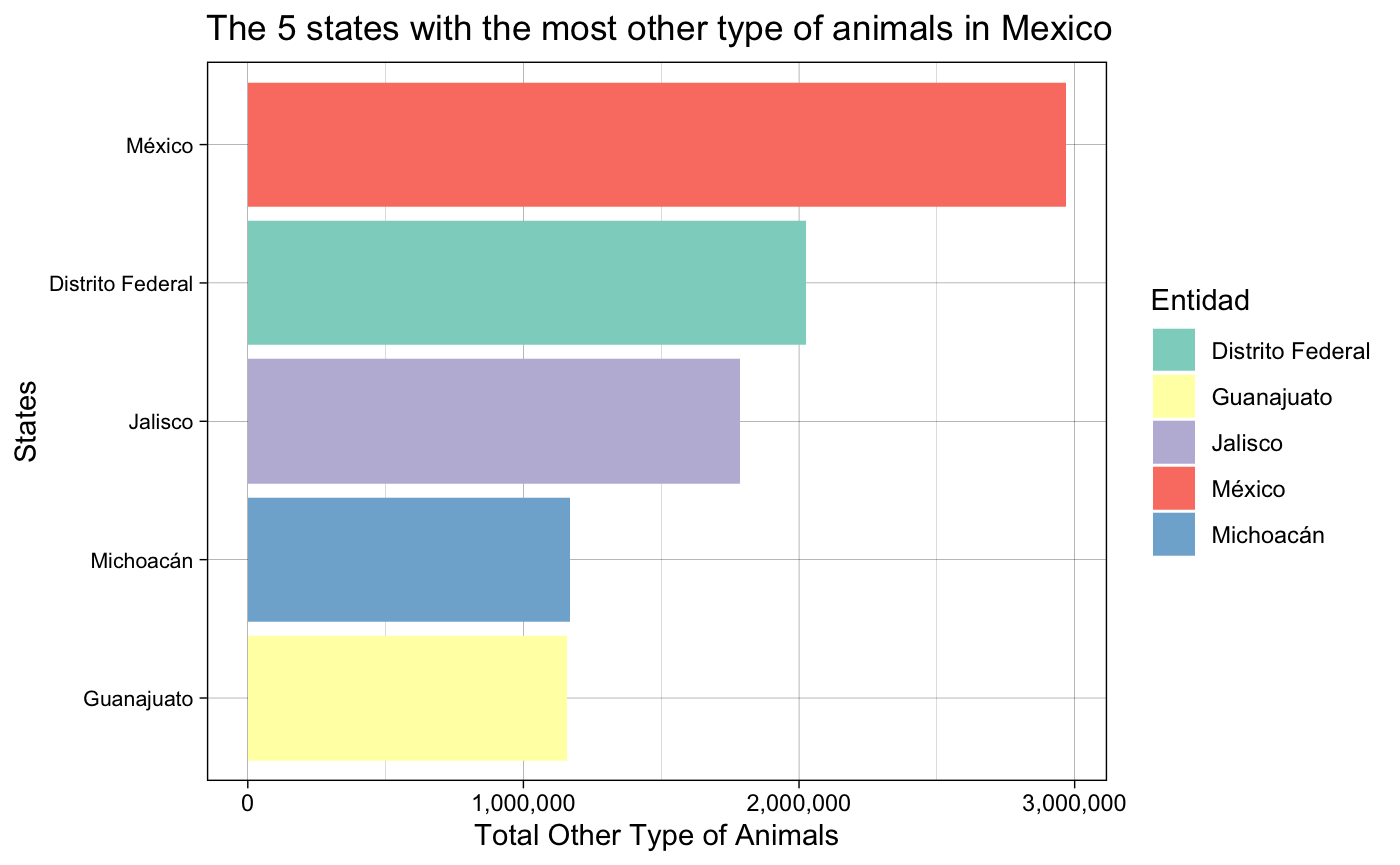 The 5 states with the most other type of animals in Mexico
States
México
Distrito Federal
Jalisco
Michoacán
Guanajuato
0
1,000,000
2,000,000
3,000,000
Total Other Type of Animals
Entidad
Distrito Federal
Guanajuato
Jalisco
México
Michoacán